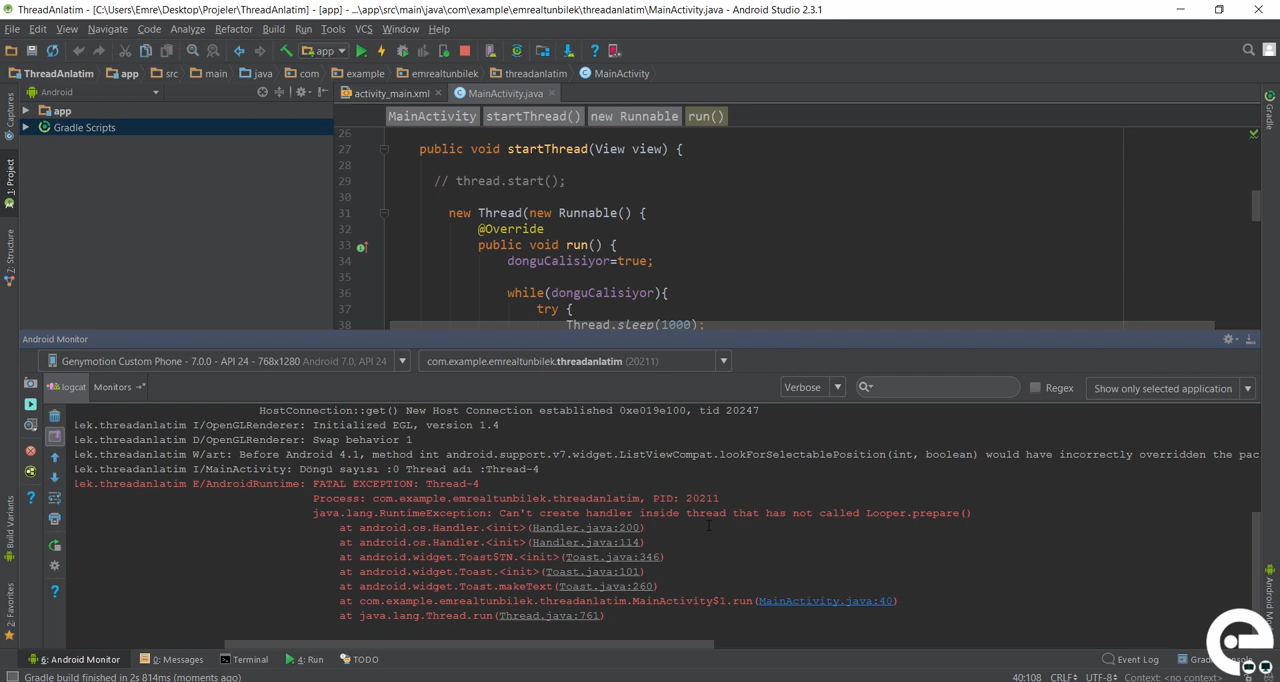 ThreadAnlatim - [C:\Users\Emre\Desktop\Projeler\ThreadAnlatim] - [app] - ...\app\src\main\java\com\example\emrealtunbilek\threadanlatim\MainActivity.java - Android Studio 2.3.1
File Edit View Navigate Code Analyze Refactor Build Run Tools VCS Window Help
app
ThreadAnlatim app src main java com example emrealtunbilek threadanlatim MainActivity
Android
activity_main.xml MainActivity.java
app
Gradle Scripts
MainActivity startThread() new Runnable run()
26
27 public void startThread(View view) {
28
29 // thread.start();
30
31 new Thread(new Runnable() {
@Override
33 public void run() {
34 donguCalisiyor=true;
35
36 while(donguCalisiyor){
37 try {
38 Thread.sleep(1000);
Captures
1: Project
Z: Structure
Build Variants
2: Favorites
Gradle
Android Monitor
Genymotion Custom Phone - 7.0.0 - API 24 - 768x1280 Android 7.0, API 24
com.example.emrealtunbilek.threadanlatim (20211)
logcat Monitors
Verbose
Regex
Show only selected application
HostConnection::get() New Host Connection established 0xe019e100, tid 20247
lek.threadanlatim I/OpenGLRenderer: Initialized EGL, version 1.4
lek.threadanlatim D/OpenGLRenderer: Swap behavior 1
lek.threadanlatim W/art: Before Android 4.1, method int android.support.v7.widget.ListViewCompat.lookForSelectablePosition(int, boolean) would have incorrectly overridden the pac
lek.threadanlatim I/MainActivity: Döngü sayısı :0 Thread adı :Thread-4
lek.threadanlatim E/AndroidRuntime: FATAL EXCEPTION: Thread-4
Process: com.example.emrealtunbilek.threadanlatim, PID: 20211
java.lang.RuntimeException: Can't create handler inside thread that has not called Looper.prepare()
at android.os.Handler.<init>(Handler.java:200)
at android.os.Handler.<init>(Handler.java:114)
at android.widget.Toast$TN.<init>(Toast.java:346)
at android.widget.Toast.<init>(Toast.java:101)
at android.widget.Toast.makeText(Toast.java:260)
at com.example.emrealtunbilek.threadanlatim.MainActivity$1.run(MainActivity.java:40)
at java.lang.Thread.run(Thread.java:761)
6: Android Monitor 0: Messages Terminal 4: Run TODO Event Log
Gradle build finished in 2s 814ms (moments ago)
40:108 CRLF UTF-8 Context: <no context>